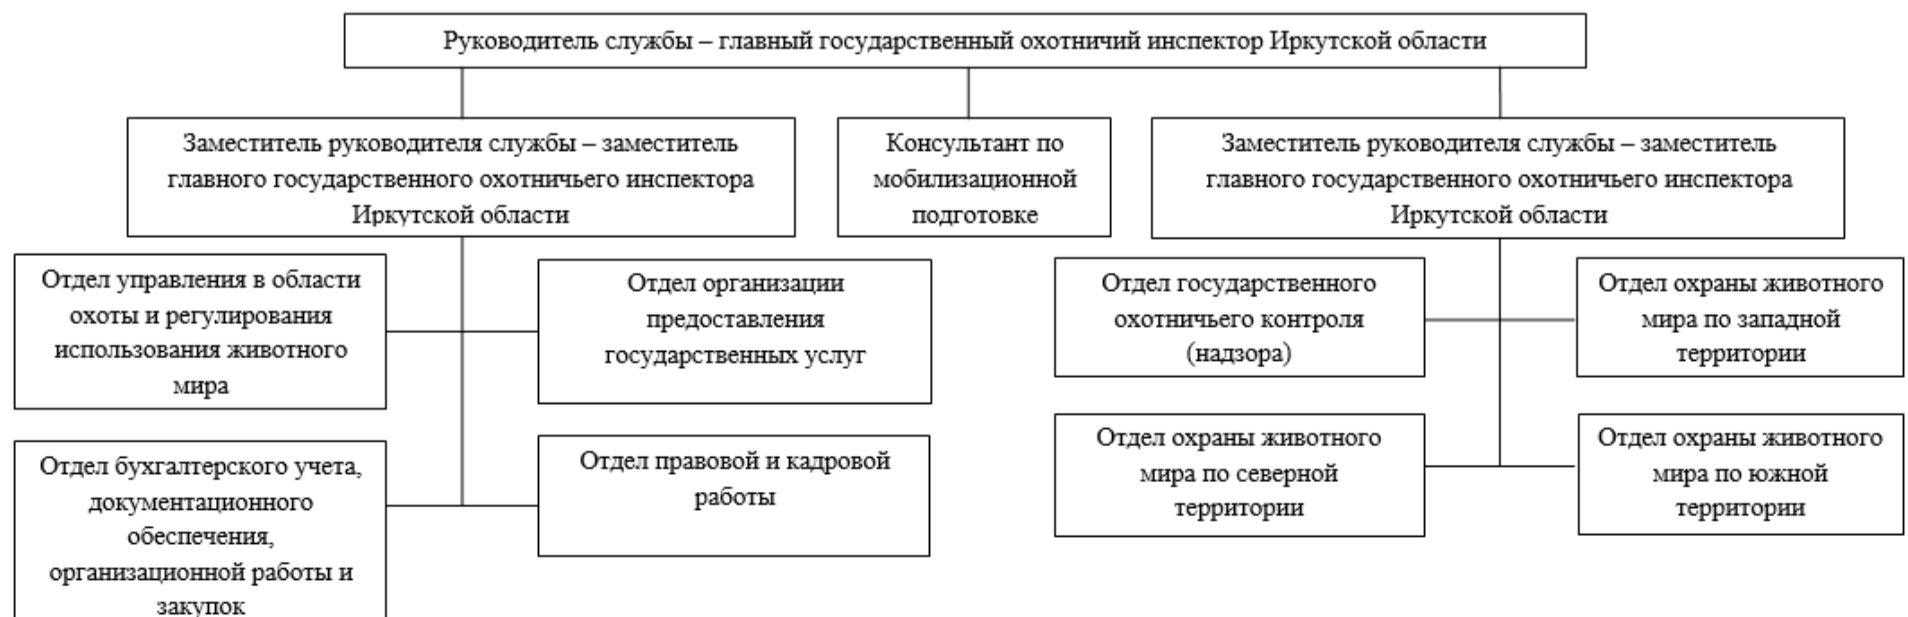 Руководитель службы – главный государственный охотничий инспектор Иркутской области
Заместитель руководителя службы – заместитель
главного государственного охотничьего инспектора
Иркутской области
Консультант по
мобилизационной
подготовке
Заместитель руководителя службы – заместитель
главного государственного охотничьего инспектора
Иркутской области
Отдел управления в области
охоты и регулирования
использования животного
мира
Отдел организации
предоставления
государственных услуг
Отдел государственного
охотничьего контроля
(надзора)
Отдел охраны животного
мира по западной
территории
Отдел бухгалтерского учета,
документационного
обеспечения,
организационной работы и
закупок
Отдел правовой и кадровой
работы
Отдел охраны животного
мира по северной
территории
Отдел охраны животного
мира по южной
территории